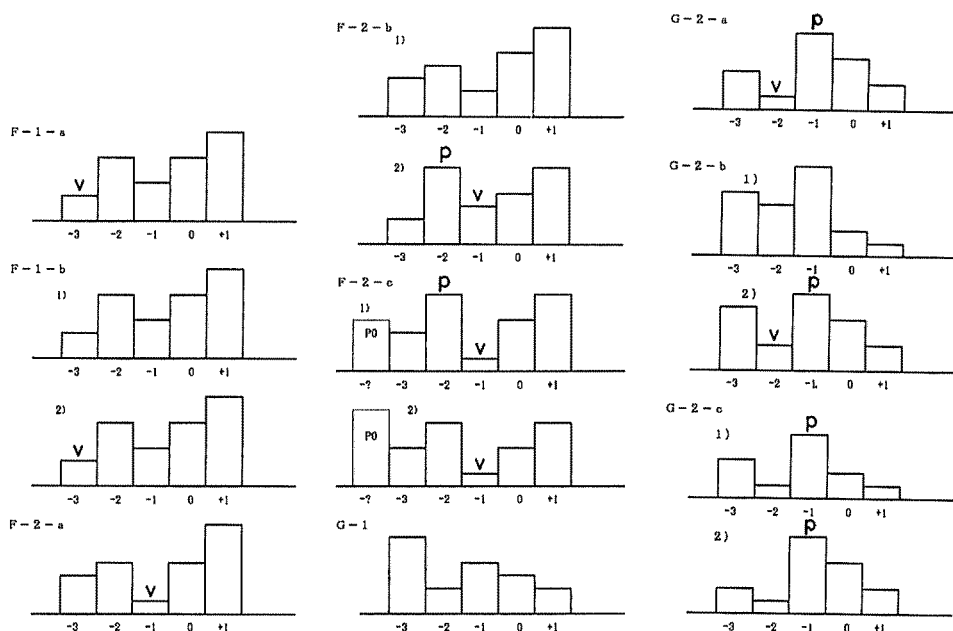 F-1-a
V
-3 -2 -1 0 +1
F-1-b
1)
-3 -2 -1 0 +1
2)
V
-3 -2 -1 0 +1
F-2-a
V
-3 -2 -1 0 +1
F-2-b
1)
-3 -2 -1 0 +1
2)
p
V
-3 -2 -1 0 +1
F-2-c
p
1)
PO
V
-? -3 -2 -1 0 +1
2)
PO
V
-? -3 -2 -1 0 +1
G-1
-3 -2 -1 0 +1
G-2-a
p
V
-3 -2 -1 0 +1
G-2-b
1)
-3 -2 -1 0 +1
p
2)
V
-3 -2 -1 0 +1
G-2-c
p
1)
-3 -2 -1 0 +1
p
2)
-3 -2 -1 0 +1